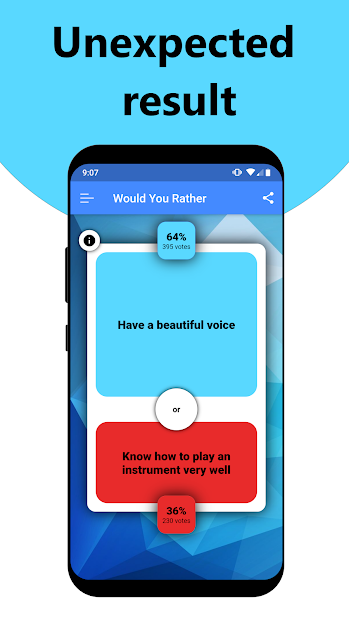 Unexpected
result
9:07
Would You Rather
64%
395 votes
Have a beautiful voice
or
Know how to play an
instrument very well
36%
230 votes